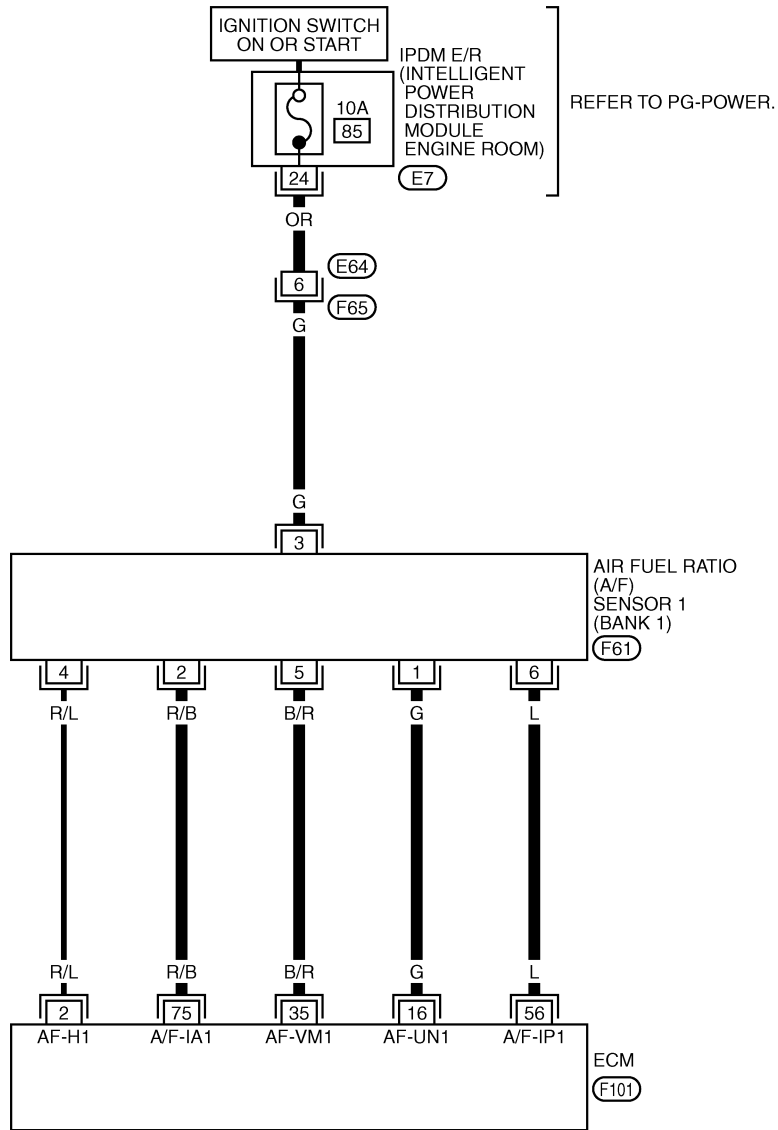 IGNITION SWITCH
ON OR START
IPDM E/R
(INTELLIGENT
POWER
DISTRIBUTION
MODULE
ENGINE ROOM)
REFER TO PG-POWER.
10A
85
24
E7
OR
E64
6
F65
G
G
3
AIR FUEL RATIO
(A/F)
SENSOR 1
(BANK 1)
F61
4 2 5 1 6
R/L R/B B/R G L
R/L R/B B/R G L
2 75 35 16 56
AF-H1 A/F-IA1 AF-VM1 AF-UN1 A/F-IP1
ECM
F101